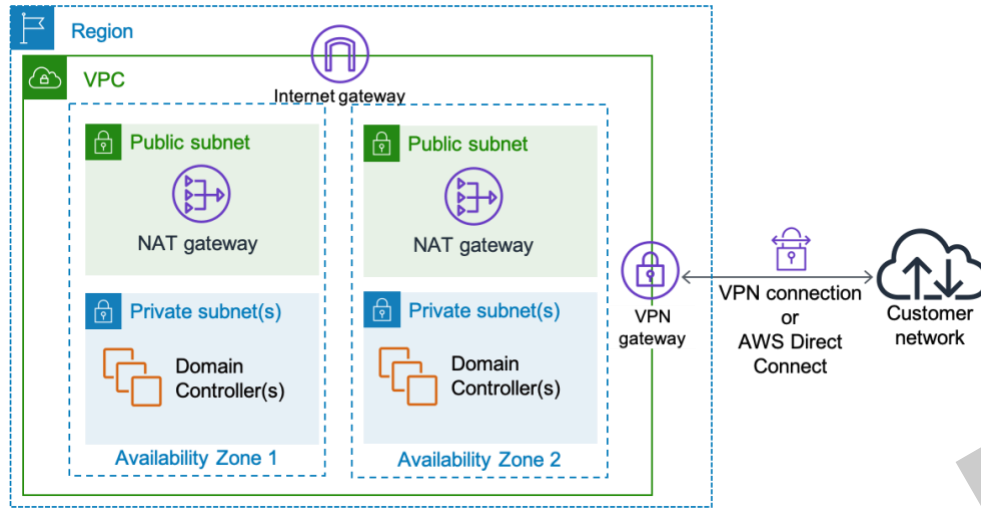 Region
VPC
Internet gateway
Public subnet
NAT gateway
Private subnet(s)
Domain
Controller(s)
Availability Zone 1
Public subnet
NAT gateway
Private subnet(s)
Domain
Controller(s)
Availability Zone 2
VPN
gateway
VPN connection
or
AWS Direct
Connect
Customer
network